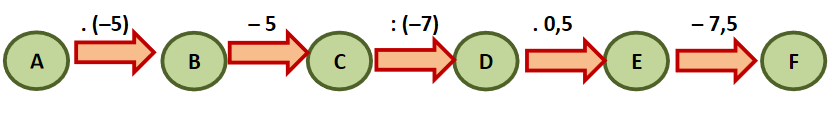 . (–5) – 5 : (–7) . 0,5 – 7,5
A B C D E F